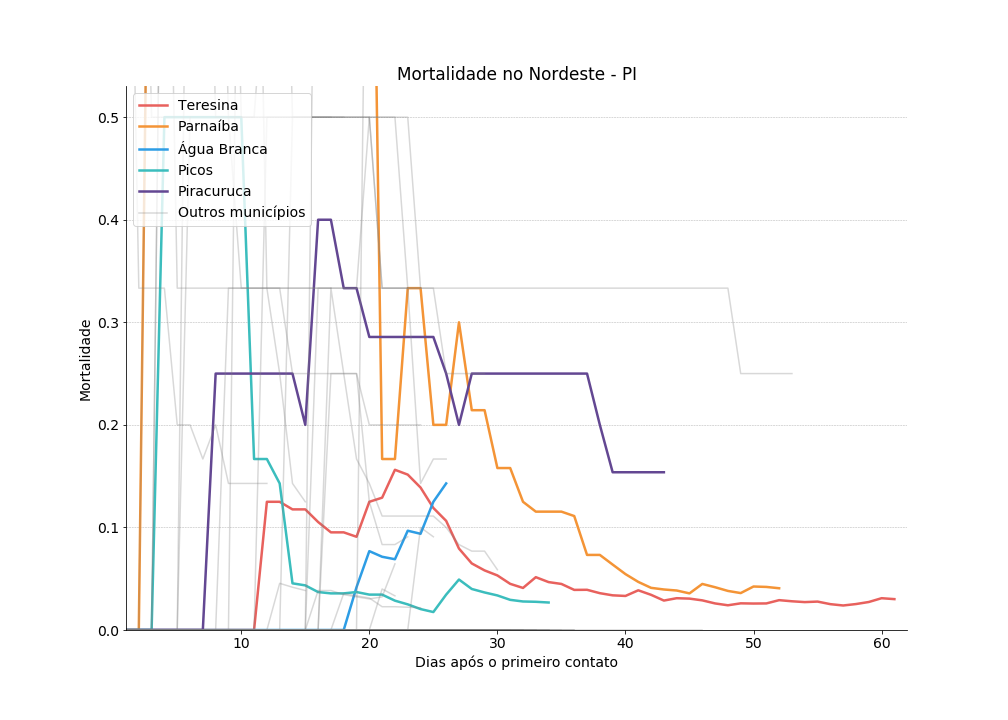 Mortalidade no Nordeste - PI
Teresina
Parnaíba
Água Branca
Picos
Piracuruca
Outros municípios
Mortalidade
0.5
0.4
0.3
0.2
0.1
0.0
10
20
30
40
50
60
Dias após o primeiro contato